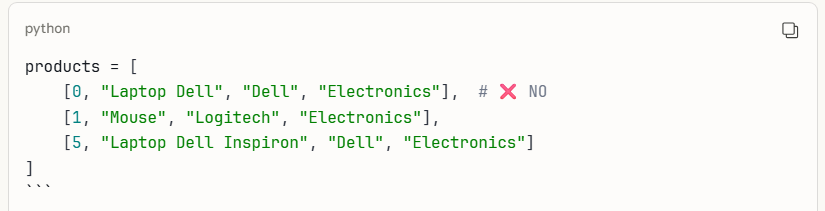 python
products = [
    [0, "Laptop Dell", "Dell", "Electronics"],  # ❌ NO
    [1, "Mouse", "Logitech", "Electronics"],
    [5, "Laptop Dell Inspiron", "Dell", "Electronics"]
]
```